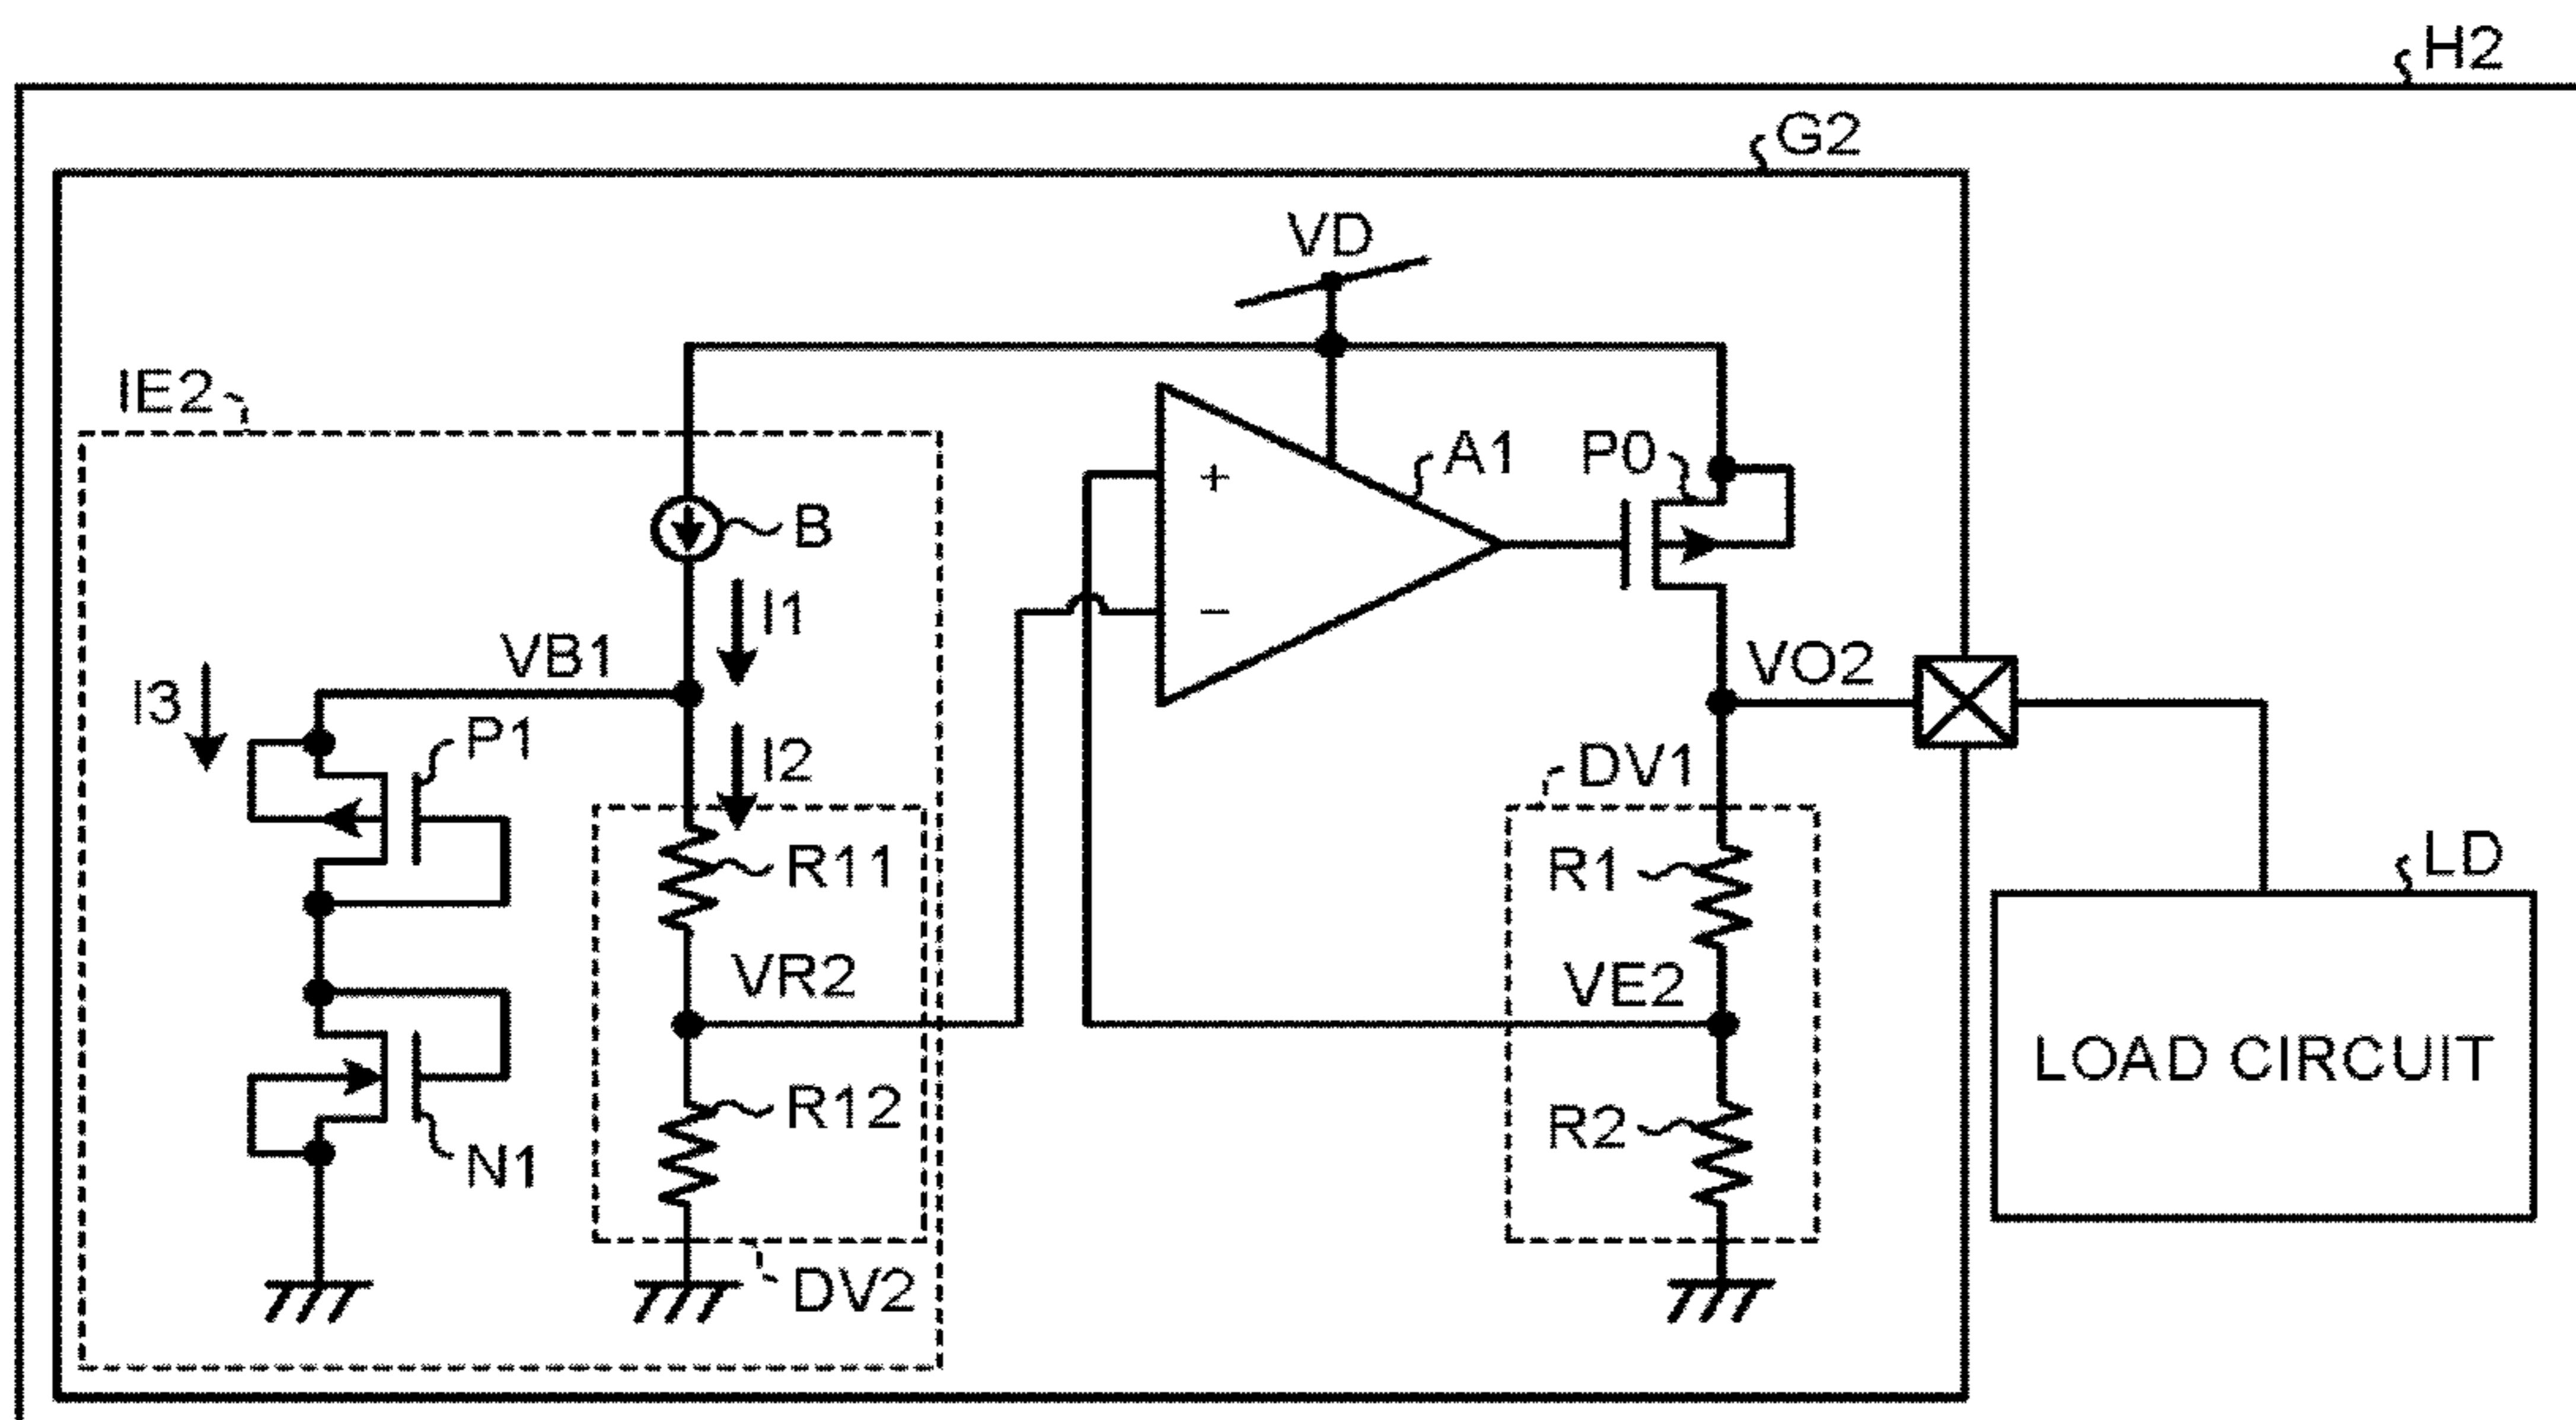 H2
G2
VD
IE2
A1
P0
+
B
I1
−
VB1
VO2
I3
P1
I2
DV1
R11
R1
LD
VR2
VE2
LOAD CIRCUIT
R12
R2
N1
DV2